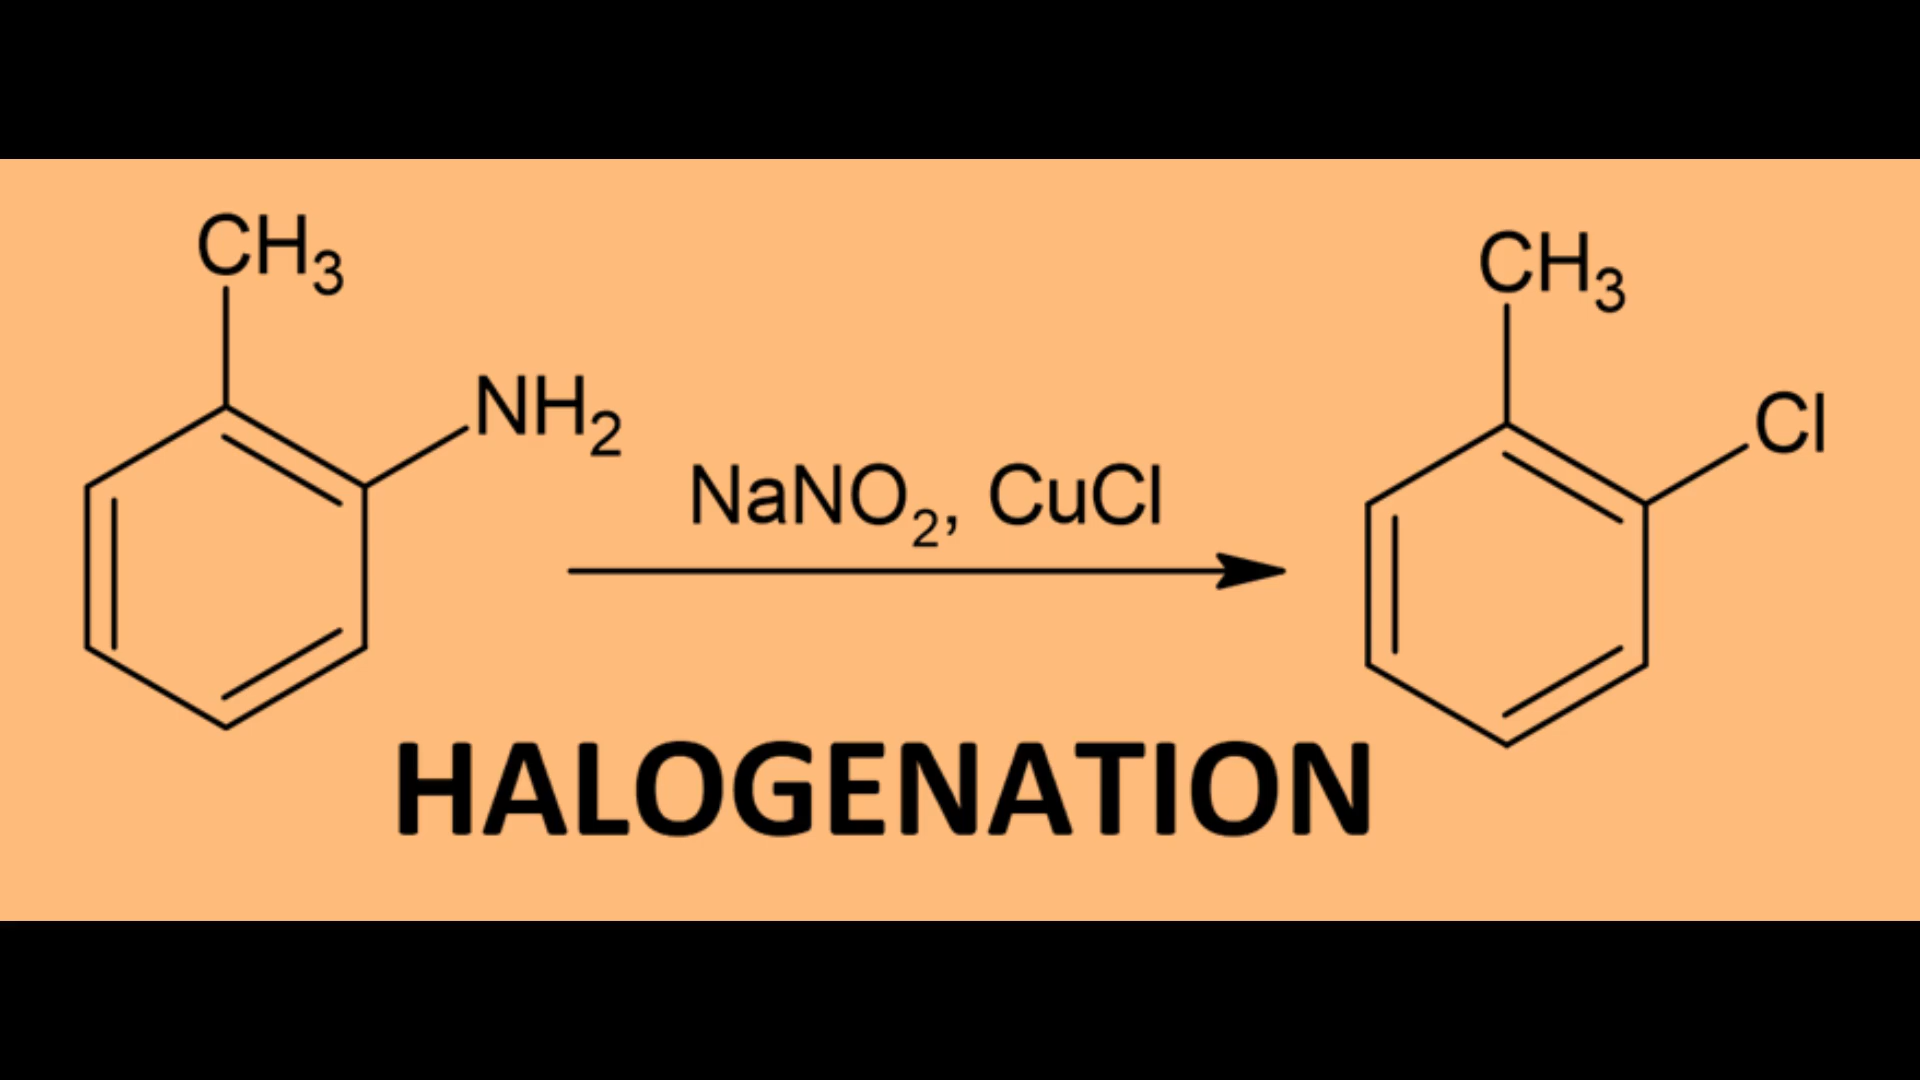 CH₃
NH₂
NaNO₂, CuCl
CH₃
Cl
HALOGENATION